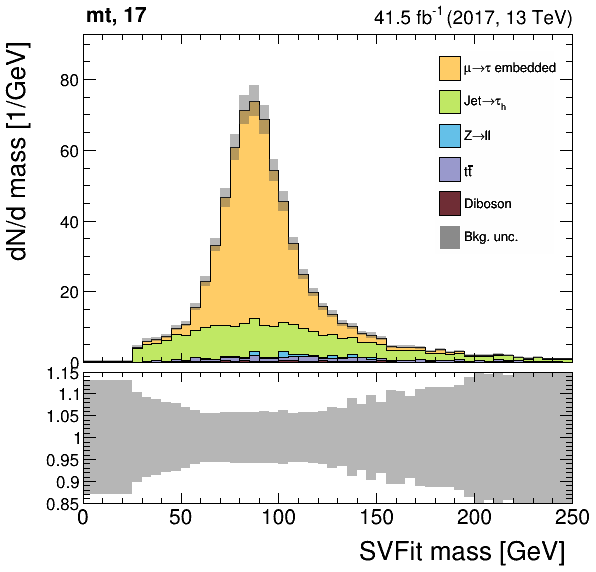 mt, 17
41.5 fb⁻¹ (2017, 13 TeV)
dN/d mass [1/GeV]
80
60
40
20
0
μ→τ embedded
Jet→τₕ
Z→ll
tt̄
Diboson
Bkg. unc.
1.15
1.1
1.05
1
0.95
0.9
0.85
0 50 100 150 200 250
SVFit mass [GeV]